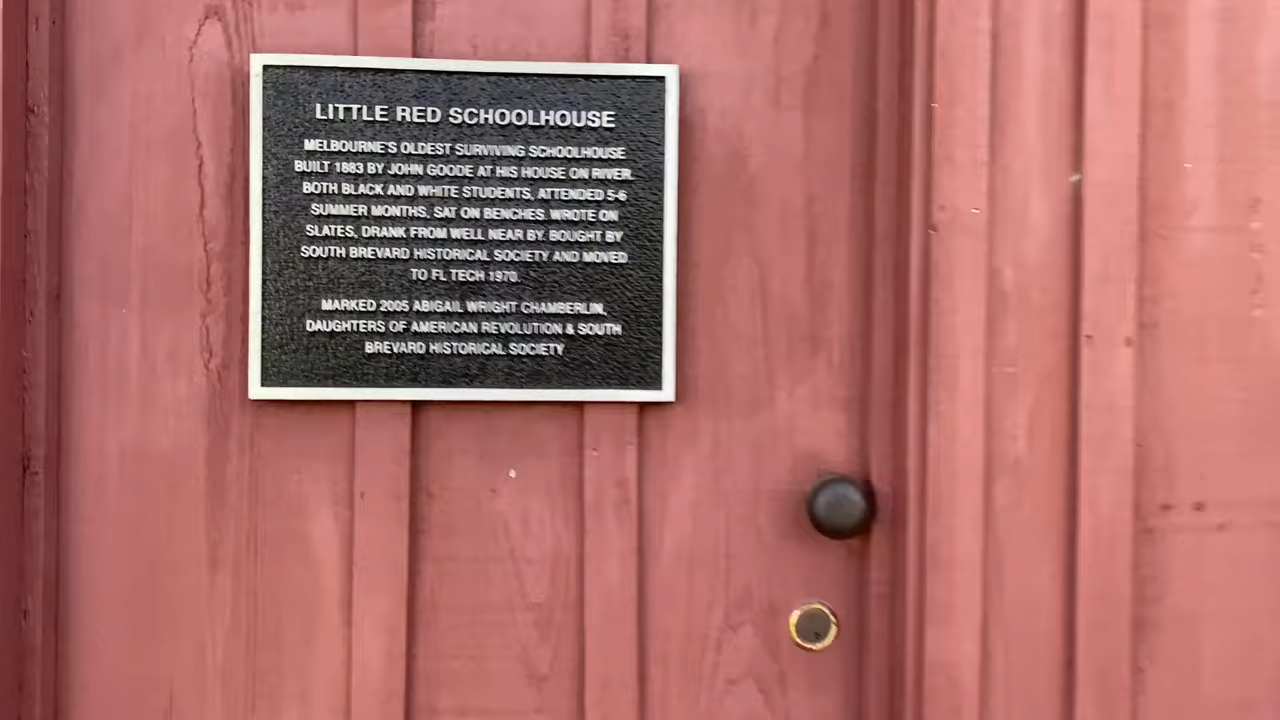 LITTLE RED SCHOOLHOUSE
MELBOURNE'S OLDEST SURVIVING SCHOOLHOUSE
BUILT 1883 BY JOHN GOODE AT HIS HOUSE ON RIVER.
BOTH BLACK AND WHITE STUDENTS, ATTENDED 5-6
SUMMER MONTHS, SAT ON BENCHES. WROTE ON
SLATES, DRANK FROM WELL NEAR BY. BOUGHT BY
SOUTH BREVARD HISTORICAL SOCIETY AND MOVED
TO FL TECH 1970.
MARKED 2005 ABIGAIL WRIGHT CHAMBERLIN,
DAUGHTERS OF AMERICAN REVOLUTION & SOUTH
BREVARD HISTORICAL SOCIETY